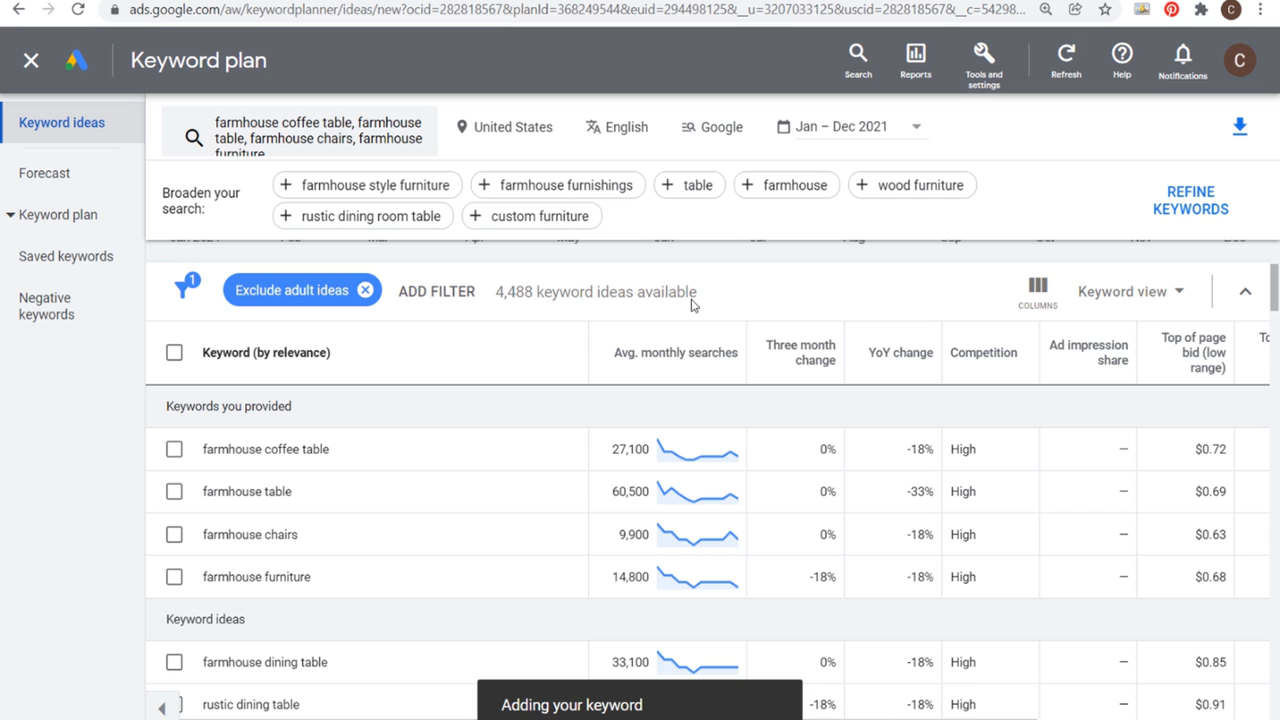 ads.google.com/aw/keywordplanner/ideas/new?ocid=282818567&planId=368249544&euid=294498125&__u=3207033125&uscid=282818567&__c=54298...
C
Keyword plan
Search
Reports
Tools and
settings
Refresh
Help
Notifications
C
Keyword ideas
Forecast
Keyword plan
Saved keywords
Negative
keywords
farmhouse coffee table, farmhouse
table, farmhouse chairs, farmhouse
furniture
United States
English
Google
Jan – Dec 2021
Broaden your
search:
+ farmhouse style furniture
+ farmhouse furnishings
+ table
+ farmhouse
+ wood furniture
+ rustic dining room table
+ custom furniture
REFINE
KEYWORDS
1
Exclude adult ideas
ADD FILTER
4,488 keyword ideas available
COLUMNS
Keyword view
Keyword (by relevance)
Avg. monthly searches
Three month
change
YoY change
Competition
Ad impression
share
Top of page
bid (low
range)
Keywords you provided
farmhouse coffee table 27,100 0% -18% High – $0.72
farmhouse table 60,500 0% -33% High – $0.69
farmhouse chairs 9,900 0% -18% High – $0.63
farmhouse furniture 14,800 -18% -18% High – $0.68
Keyword ideas
farmhouse dining table 33,100 0% -18% High – $0.85
rustic dining table -18% -18% High – $0.91
Adding your keyword